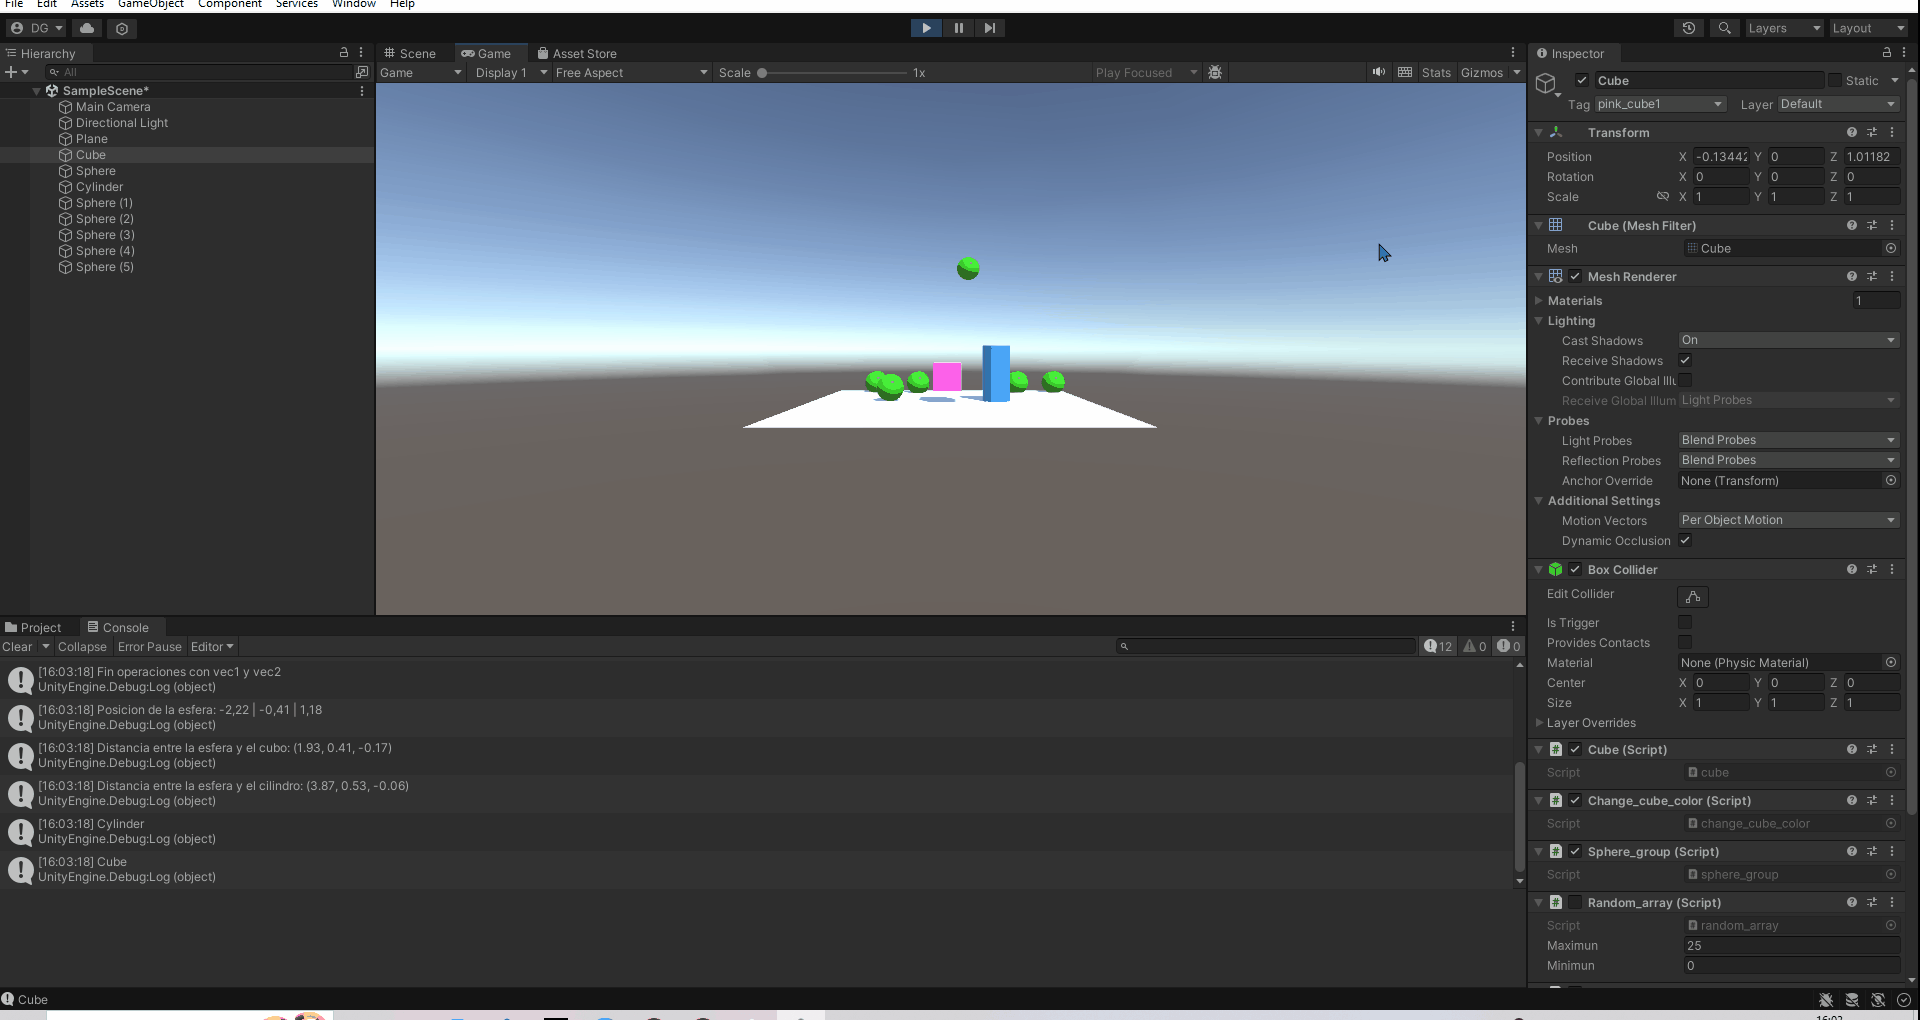 File Edit Assets GameObject Component Services Window Help
DG
Layers Layout
Hierarchy
All
SampleScene*
Main Camera
Directional Light
Plane
Cube
Sphere
Cylinder
Sphere (1)
Sphere (2)
Sphere (3)
Sphere (4)
Sphere (5)
Scene Game Asset Store
Game Display 1 Free Aspect Scale 1x Play Focused Stats Gizmos
Project Console
Clear Collapse Error Pause Editor 12 0 0
[16:03:18] Fin operaciones con vec1 y vec2
UnityEngine.Debug:Log (object)
[16:03:18] Posicion de la esfera: -2,22 | -0,41 | 1,18
UnityEngine.Debug:Log (object)
[16:03:18] Distancia entre la esfera y el cubo: (1.93, 0.41, -0.17)
UnityEngine.Debug:Log (object)
[16:03:18] Distancia entre la esfera y el cilindro: (3.87, 0.53, -0.06)
UnityEngine.Debug:Log (object)
[16:03:18] Cylinder
UnityEngine.Debug:Log (object)
[16:03:18] Cube
UnityEngine.Debug:Log (object)
Cube
Inspector
Cube Static
Tag pink_cube1 Layer Default
Transform
Position X -0.13442 Y 0 Z 1.01182
Rotation X 0 Y 0 Z 0
Scale X 1 Y 1 Z 1
Cube (Mesh Filter)
Mesh Cube
Mesh Renderer
Materials 1
Lighting
Cast Shadows On
Receive Shadows
Contribute Global Illu
Receive Global Illum Light Probes
Probes
Light Probes Blend Probes
Reflection Probes Blend Probes
Anchor Override None (Transform)
Additional Settings
Motion Vectors Per Object Motion
Dynamic Occlusion
Box Collider
Edit Collider
Is Trigger
Provides Contacts
Material None (Physic Material)
Center X 0 Y 0 Z 0
Size X 1 Y 1 Z 1
Layer Overrides
Cube (Script)
Script cube
Change_cube_color (Script)
Script change_cube_color
Sphere_group (Script)
Script sphere_group
Random_array (Script)
Script random_array
Maximun 25
Minimun 0